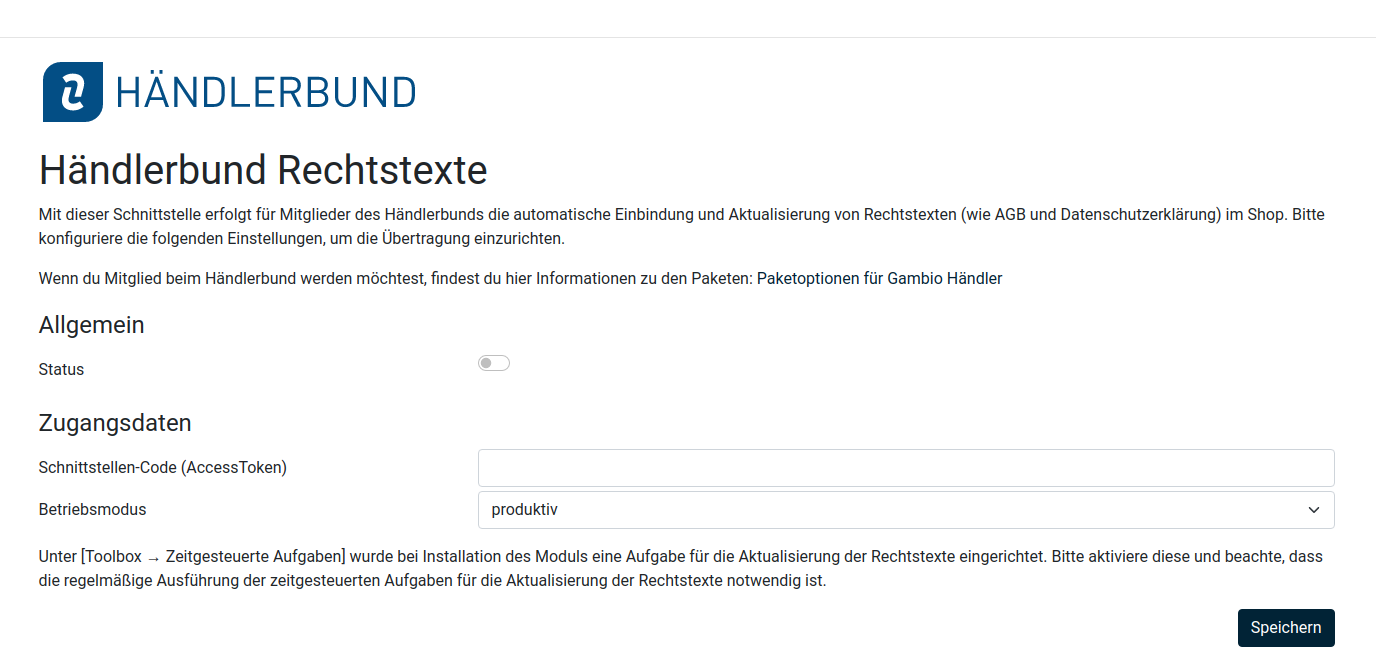 HÄNDLERBUND
Händlerbund Rechtstexte
Mit dieser Schnittstelle erfolgt für Mitglieder des Händlerbunds die automatische Einbindung und Aktualisierung von Rechtstexten (wie AGB und Datenschutzerklärung) im Shop. Bitte
konfiguriere die folgenden Einstellungen, um die Übertragung einzurichten.
Wenn du Mitglied beim Händlerbund werden möchtest, findest du hier Informationen zu den Paketen: Paketoptionen für Gambio Händler
Allgemein
Status
Zugangsdaten
Schnittstellen-Code (AccessToken)
Betriebsmodus produktiv
Unter [Toolbox → Zeitgesteuerte Aufgaben] wurde bei Installation des Moduls eine Aufgabe für die Aktualisierung der Rechtstexte eingerichtet. Bitte aktiviere diese und beachte, dass
die regelmäßige Ausführung der zeitgesteuerten Aufgaben für die Aktualisierung der Rechtstexte notwendig ist.
Speichern